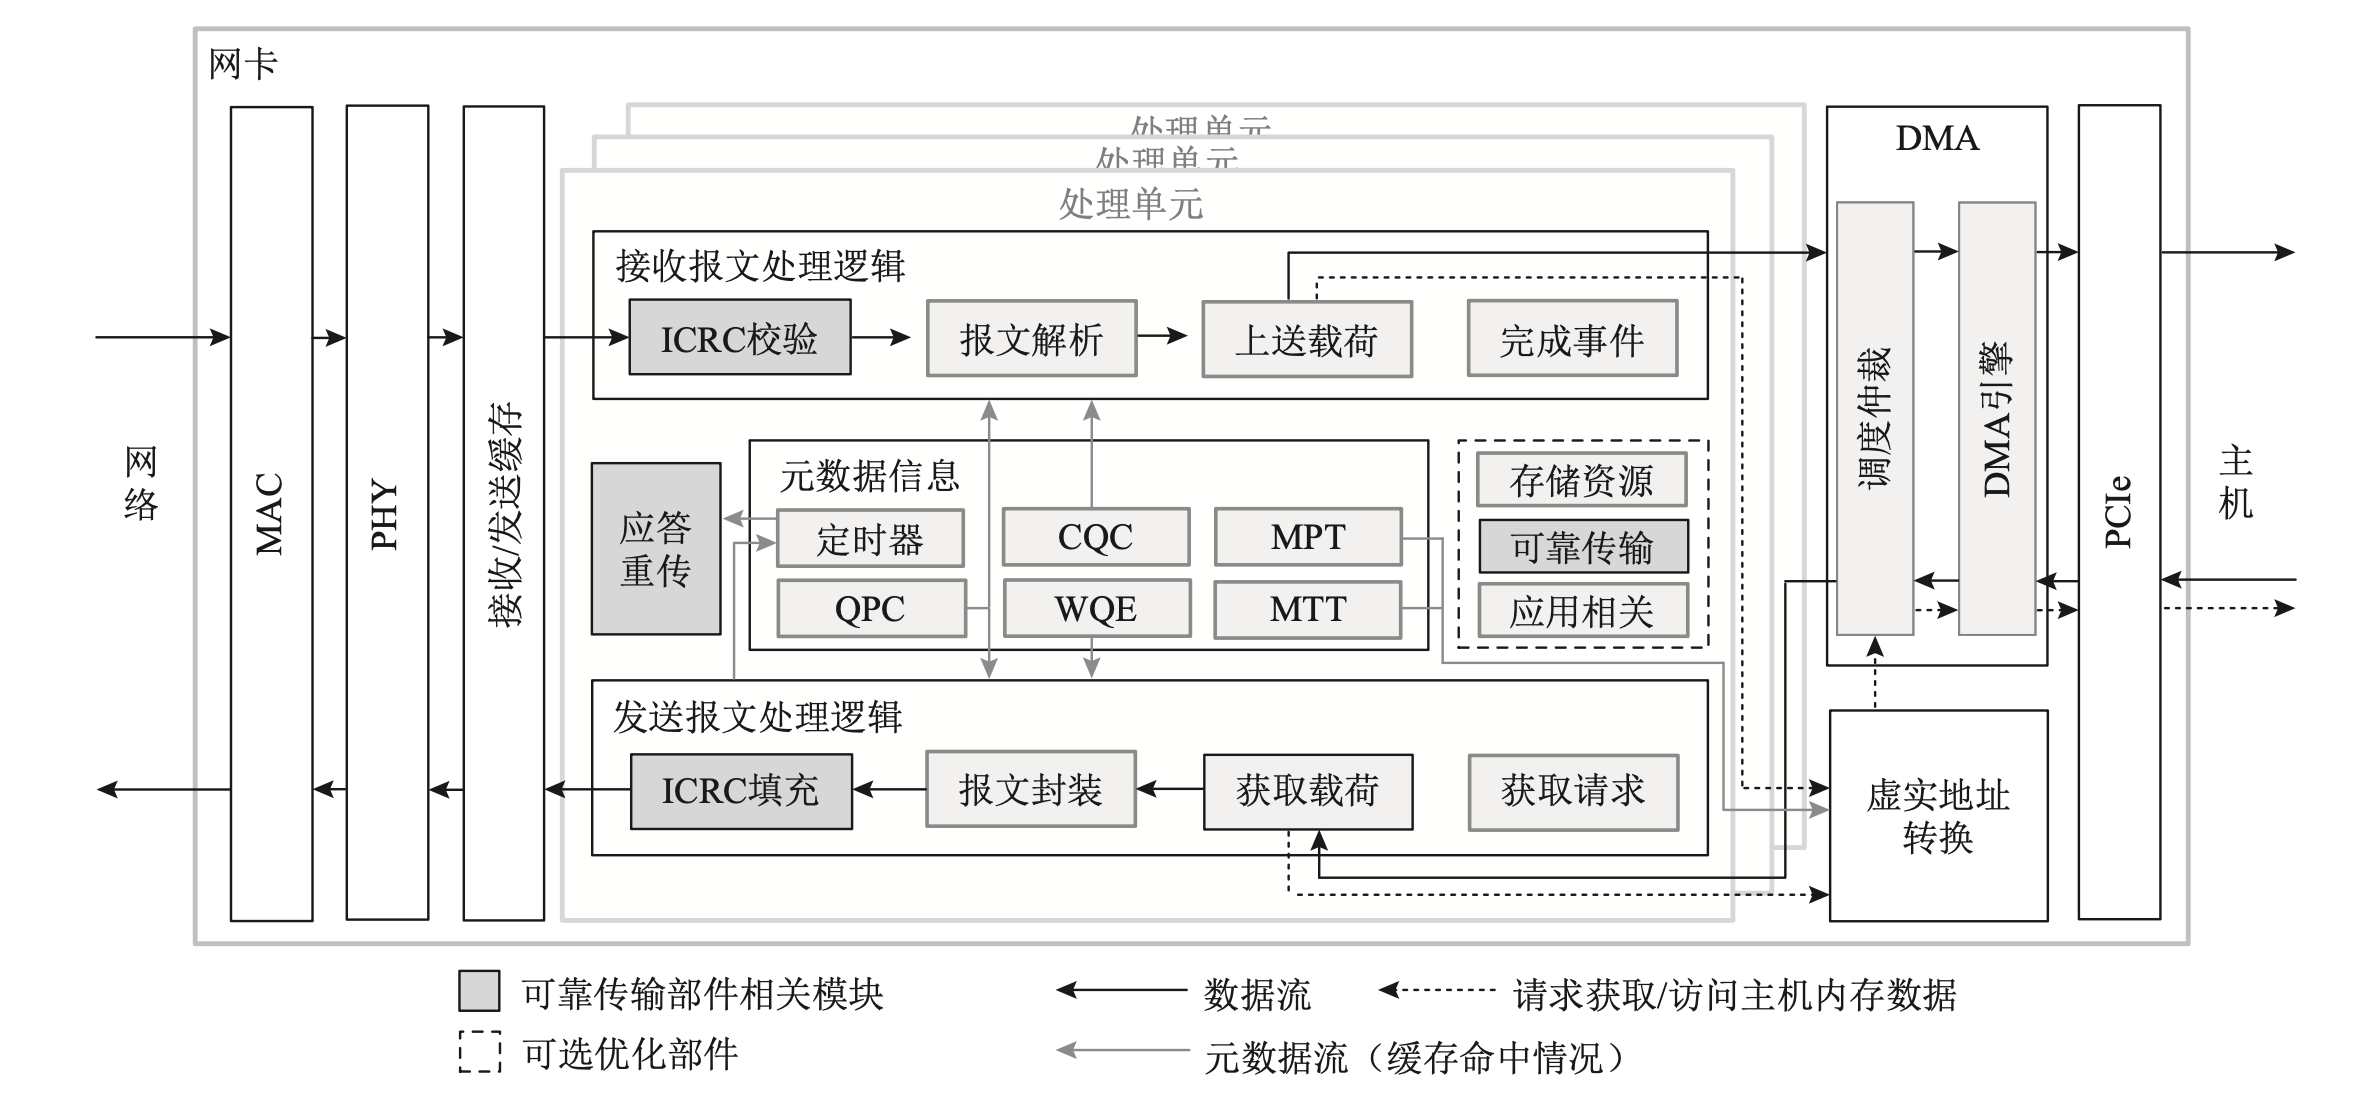 网卡
处理单元
处理单元
处理单元
DMA
接收报文处理逻辑
ICRC校验
报文解析
上送载荷
完成事件
网络
MAC
PHY
接收/发送缓存
应答
重传
元数据信息
定时器
CQC
MPT
QPC
WQE
MTT
存储资源
可靠传输
应用相关
调度仲裁
DMA引擎
PCIe
主机
发送报文处理逻辑
ICRC填充
报文封装
获取载荷
获取请求
虚实地址
转换
可靠传输部件相关模块
数据流
请求获取/访问主机内存数据
可选优化部件
元数据流（缓存命中情况）